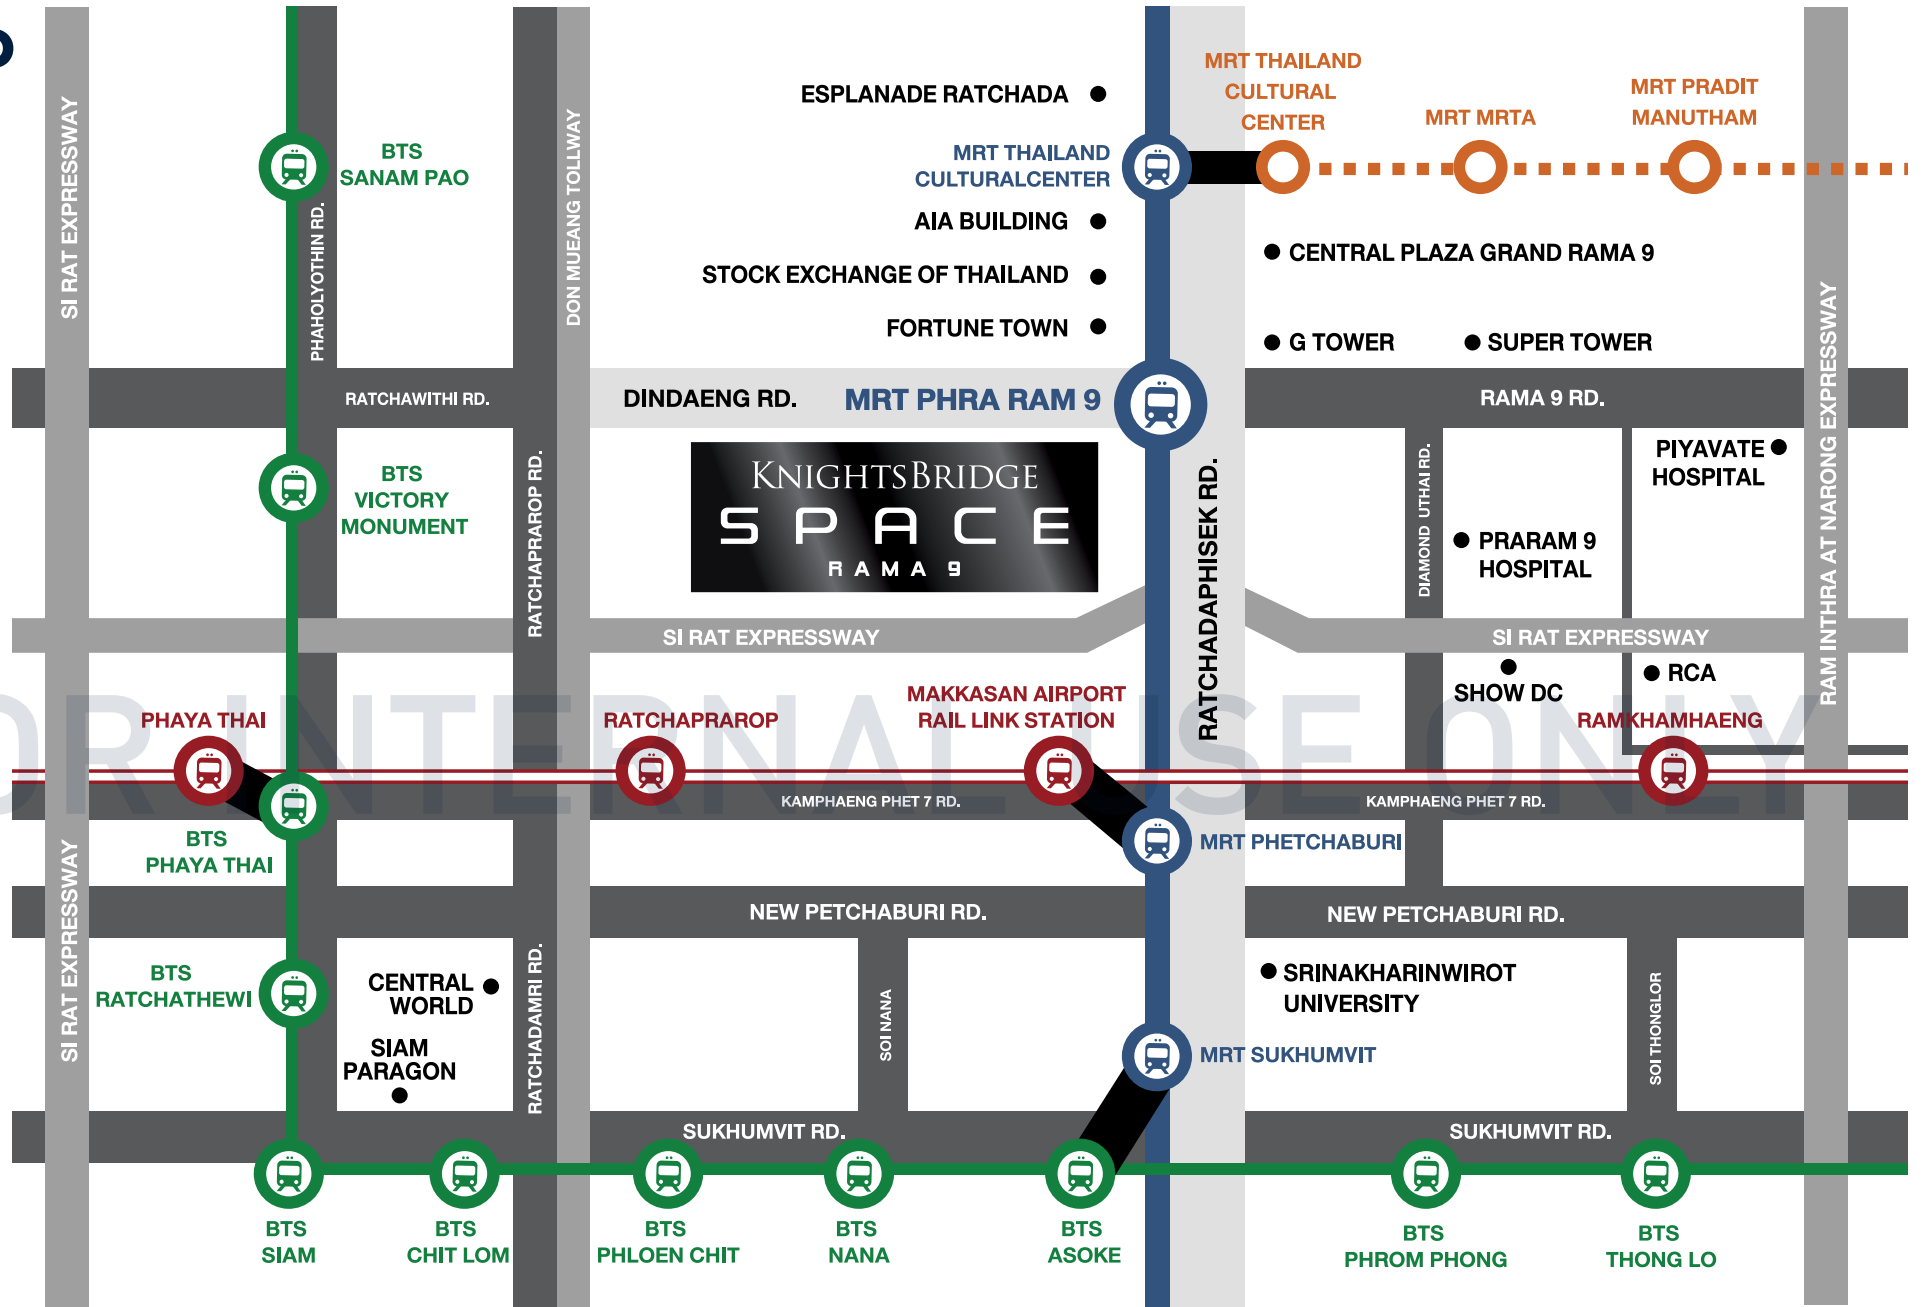 SI RAT EXPRESSWAY
BTS
SANAM PAO
PHAHOLYOTHIN RD.
DON MUEANG TOLLWAY
ESPLANADE RATCHADA
MRT THAILAND
CULTURALCENTER
AIA BUILDING
STOCK EXCHANGE OF THAILAND
FORTUNE TOWN
MRT THAILAND
CULTURAL
CENTER
MRT MRTA
MRT PRADIT
MANUTHAM
CENTRAL PLAZA GRAND RAMA 9
G TOWER
SUPER TOWER
RAM INTHRA AT NARONG EXPRESSWAY
RATCHAWITHI RD.
DINDAENG RD.
MRT PHRA RAM 9
RAMA 9 RD.
BTS
VICTORY
MONUMENT
RATCHAPRAROP RD.
KNIGHTSBRIDGE
SPACE
RAMA 9
RATCHADAPHISEK RD.
DIAMOND UTHAI RD.
PIYAVATE
HOSPITAL
PRARAM 9
HOSPITAL
SI RAT EXPRESSWAY
SI RAT EXPRESSWAY
SHOW DC
RCA
FOR INTERNAL USE ONLY
PHAYA THAI
RATCHAPRAROP
MAKKASAN AIRPORT
RAIL LINK STATION
RAMKHAMHAENG
KAMPHAENG PHET 7 RD.
KAMPHAENG PHET 7 RD.
BTS
PHAYA THAI
MRT PHETCHABURI
SI RAT EXPRESSWAY
NEW PETCHABURI RD.
NEW PETCHABURI RD.
BTS
RATCHATHEWI
CENTRAL
WORLD
SIAM
PARAGON
RATCHADAMRI RD.
SOI NANA
SRINAKHARINWIROT
UNIVERSITY
MRT SUKHUMVIT
SOI THONGLOR
SUKHUMVIT RD.
SUKHUMVIT RD.
BTS
SIAM
BTS
CHIT LOM
BTS
PHLOEN CHIT
BTS
NANA
BTS
ASOKE
BTS
PHROM PHONG
BTS
THONG LO